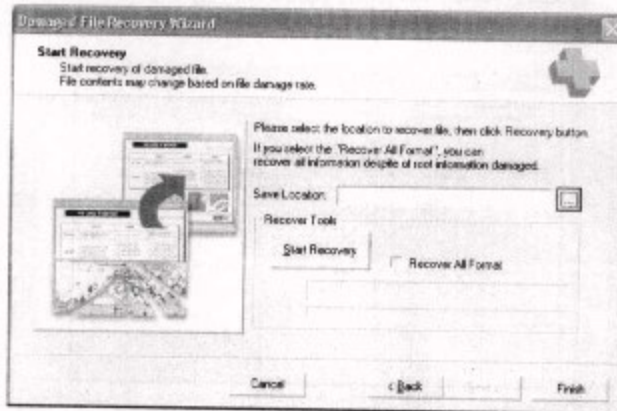 Damaged File Recovery Wizard
Start Recovery
Start recovery of damaged file.
File contents may change based on file damage rate.
Please select the location to recover file, then click Recovery button.
If you select the "Recover All Format", you can
recover all information despite of root information damaged.
Save Location:
...
Recover Tools
Start Recovery
Recover All Format
Cancel
< Back
Finish